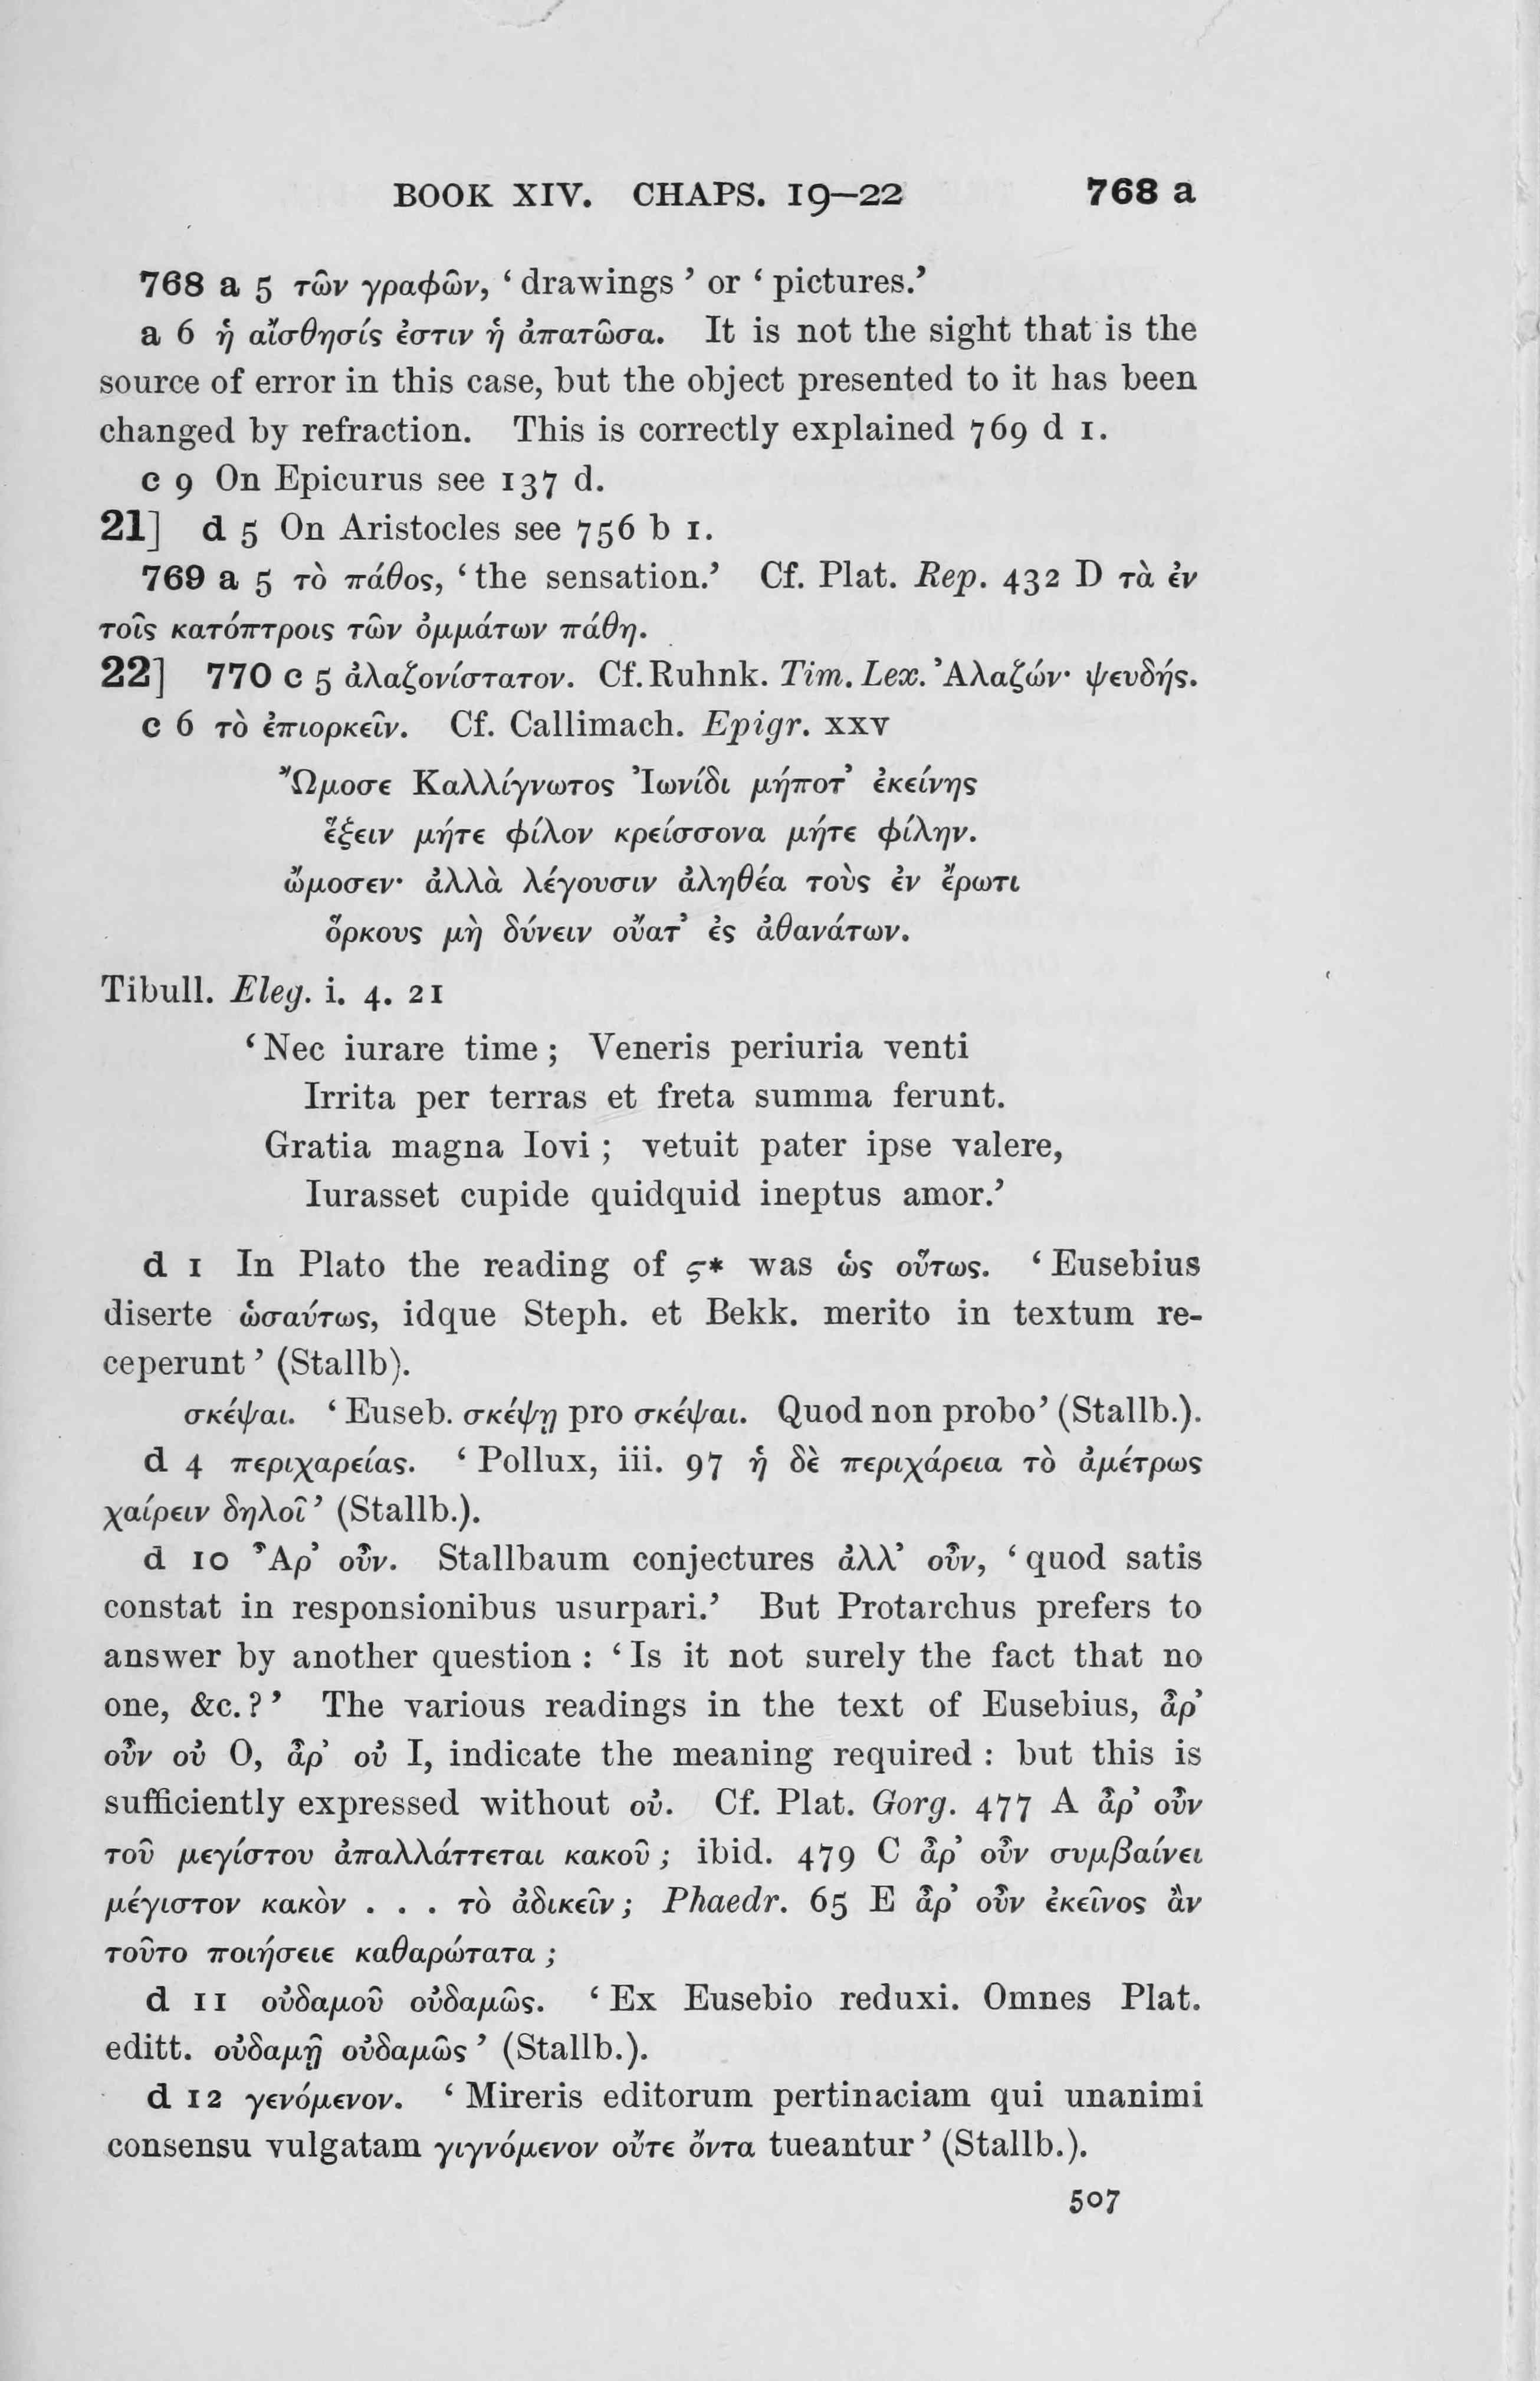 BOOK XIV. CHAPS. 19–22 768 a
768 a 5 τῶν γραφῶν, ‘ drawings ’ or ‘ pictures.’
a 6 ἡ αἴσθησίς ἐστιν ἡ ἀπατῶσα. It is not the sight that is the
source of error in this case, but the object presented to it has been
changed by refraction. This is correctly explained 769 d 1.
c 9 On Epicurus see 137 d.
21] d 5 On Aristocles see 756 b 1.
769 a 5 τὸ πάθος, ‘ the sensation.’ Cf. Plat. Rep. 432 D τὰ ἐν
τοῖς κατόπτροις τῶν ὀμμάτων πάθη.
22] 770 c 5 ἀλαζονίστατον. Cf. Ruhnk. Tim. Lex. Ἀλαζών· ψευδής.
c 6 τὸ ἐπιορκεῖν. Cf. Callimach. Epigr. xxv
Ὤμοσε Καλλίγνωτος Ἰωνίδι μήποτ’ ἐκείνης
ἕξειν μήτε φίλον κρείσσονα μήτε φίλην.
ὤμοσεν· ἀλλὰ λέγουσιν ἀληθέα τοὺς ἐν ἔρωτι
ὅρκους μὴ δύνειν οὔατ’ ἐς ἀθανάτων.
Tibull. Eleg. i. 4. 21
‘ Nec iurare time ; Veneris periuria venti
Irrita per terras et freta summa ferunt.
Gratia magna Iovi ; vetuit pater ipse valere,
Iurasset cupide quidquid ineptus amor.’
d 1 In Plato the reading of ς* was ὡς οὕτως. ‘ Eusebius
diserte ὡσαύτως, idque Steph. et Bekk. merito in textum re-
ceperunt ’ (Stallb).
σκέψαι. ‘ Euseb. σκέψῃ pro σκέψαι. Quod non probo ’ (Stallb.).
d 4 περιχαρείας. ‘ Pollux, iii. 97 ἡ δὲ περιχάρεια τὸ ἀμέτρως
χαίρειν δηλοῖ ’ (Stallb.).
d 10 Ἆρ’ οὖν. Stallbaum conjectures ἀλλ’ οὖν, ‘ quod satis
constat in responsionibus usurpari.’ But Protarchus prefers to
answer by another question : ‘ Is it not surely the fact that no
one, &c. ? ’ The various readings in the text of Eusebius, ἆρ’
οὖν οὐ O, ἆρ’ οὐ I, indicate the meaning required : but this is
sufficiently expressed without οὐ. Cf. Plat. Gorg. 477 A ἆρ’ οὖν
τοῦ μεγίστου ἀπαλλάττεται κακοῦ ; ibid. 479 C ἆρ’ οὖν συμβαίνει
μέγιστον κακὸν . . . τὸ ἀδικεῖν ; Phaedr. 65 E ἆρ’ οὖν ἐκεῖνος ἂν
τοῦτο ποιήσειε καθαρώτατα ;
d 11 οὐδαμοῦ οὐδαμῶς. ‘ Ex Eusebio reduxi. Omnes Plat.
editt. οὐδαμῇ οὐδαμῶς ’ (Stallb.).
d 12 γενόμενον. ‘ Mireris editorum pertinaciam qui unanimi
consensu vulgatam γιγνόμενον οὔτε ὄντα tueantur ’ (Stallb.).
507